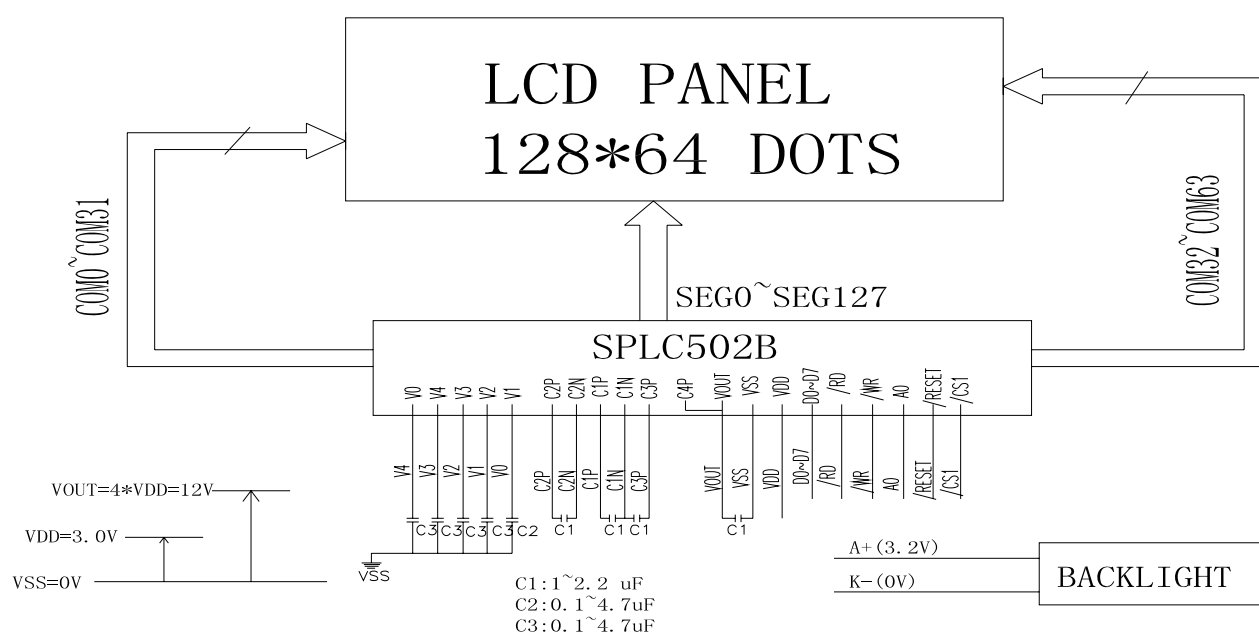 LCD PANEL
128*64 DOTS
COM0~COM31
COM32~COM63
SEG0~SEG127
SPLC502B
V0 V4 V3 V2 V1 C2P C2N C1P C1N C3P C4P VOUT VSS VDD D0~D7 /RD /WR A0 /RESET /CS1
V4 V3 V2 V1 V0 C2P C2N C1P C1N C3P VOUT VSS VDD D0~D7 /RD /WR A0 /RESET /CS1
VOUT=4*VDD=12V
C3 C3 C3 C3 C2 C1 C1 C1 C1
VDD=3.0V
A+(3.2V)
VSS
VSS=0V
K-(0V)
BACKLIGHT
C1:1~2.2 uF
C2:0.1~4.7uF
C3:0.1~4.7uF